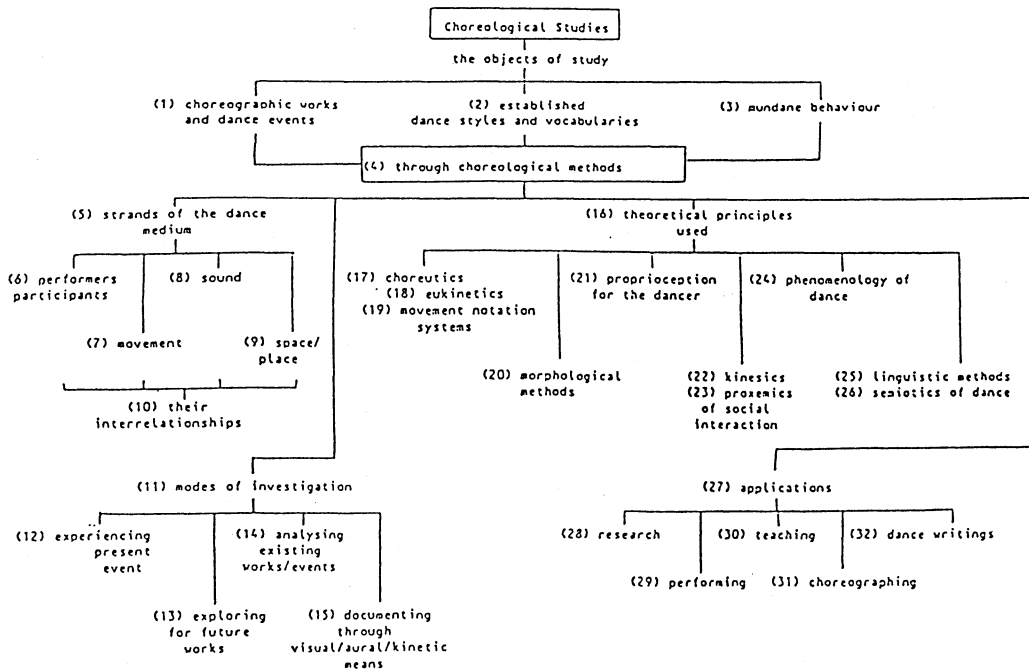 Choreological Studies
the objects of study
(1) choreographic works
and dance events
(2) established
dance styles and vocabularies
(3) mundane behaviour
(4) through choreological methods
(5) strands of the dance
medium
(6) performers
participants
(7) movement
(8) sound
(9) space/
place
(10) their
interrelationships
(11) modes of investigation
(12) experiencing
present
event
(13) exploring
for future
works
(14) analysing
existing
works/events
(15) documenting
through
visual/aural/kinetic
means
(16) theoretical principles
used
(17) choreutics
(18) eukinetics
(19) movement notation
systems
(20) morphological
methods
(21) proprioception
for the dancer
(22) kinesics
(23) proxemics
of social
interaction
(24) phenomenology of
dance
(25) linguistic methods
(26) semiotics of dance
(27) applications
(28) research
(29) performing
(30) teaching
(31) choreographing
(32) dance writings